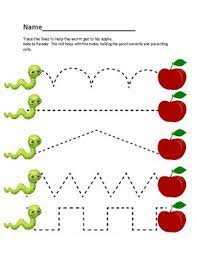 Name
Trace the lines to help the worm get to his apple.
Note to Parents: This skill helps with fine motor, holding the pencil correctly and pre-writing
skills.